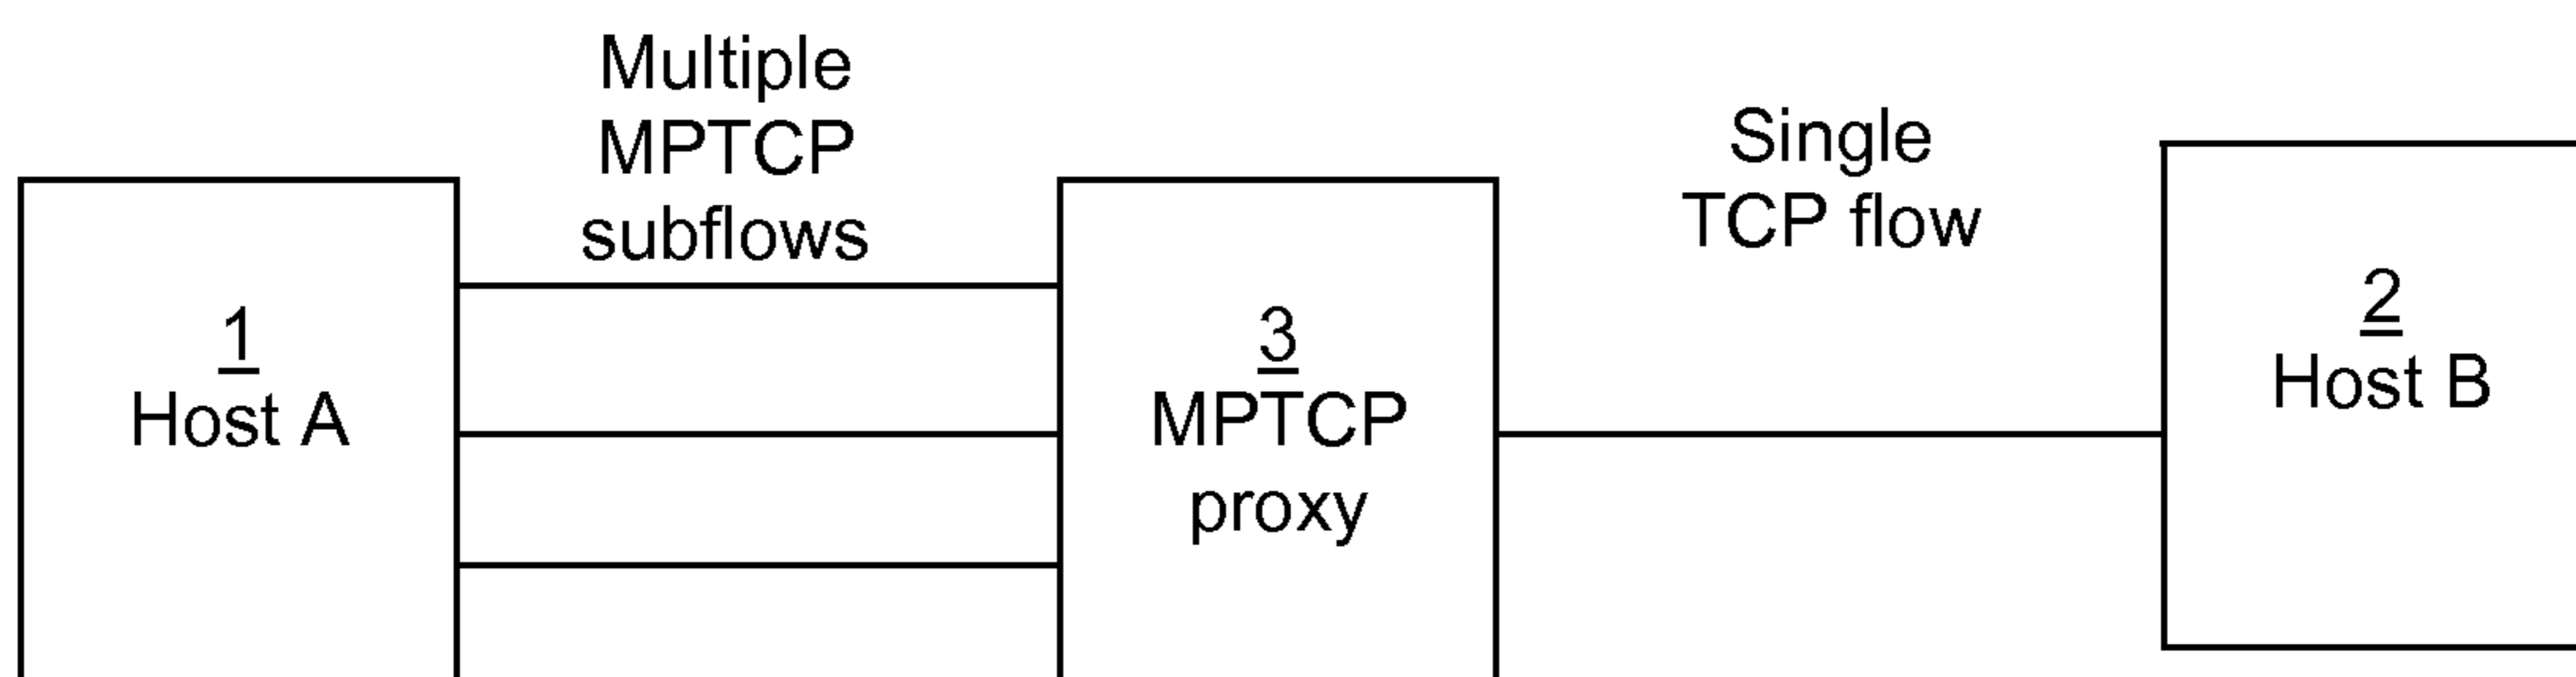 Multiple
MPTCP
subflows
Single
TCP flow
1
Host A
3
MPTCP
proxy
2
Host B